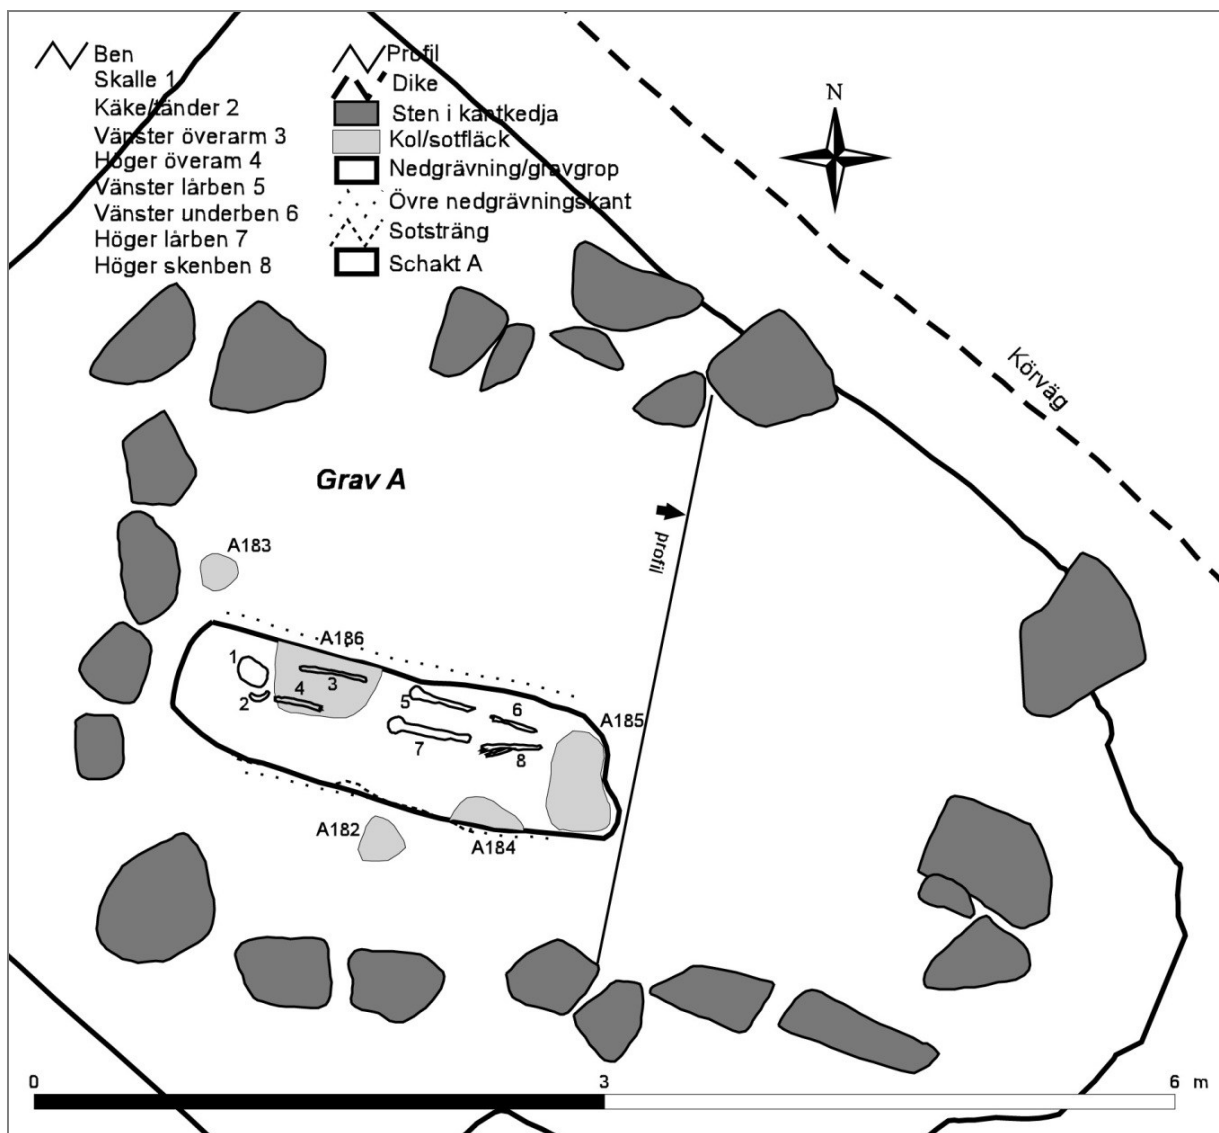 Ben
Skalle 1
Käke/tänder 2
Vänster överarm 3
Höger överam 4
Vänster lårben 5
Vänster underben 6
Höger lårben 7
Höger skenben 8
Profil
Dike
Sten i kantkedja
Kol/sotfläck
Nedgrävning/gravgrop
Övre nedgrävningskant
Sotsträng
Schakt A
N
Körväg
Grav A
profil
A183
A186
1
2
3
4
5
6
7
8
A185
A182
A184
0
3
6 m